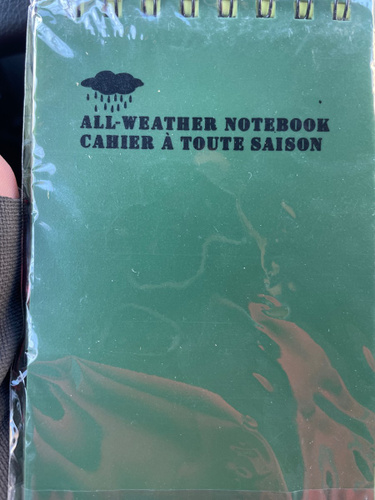 ALL-WEATHER NOTEBOOK
CAHIER À TOUTE SAISON